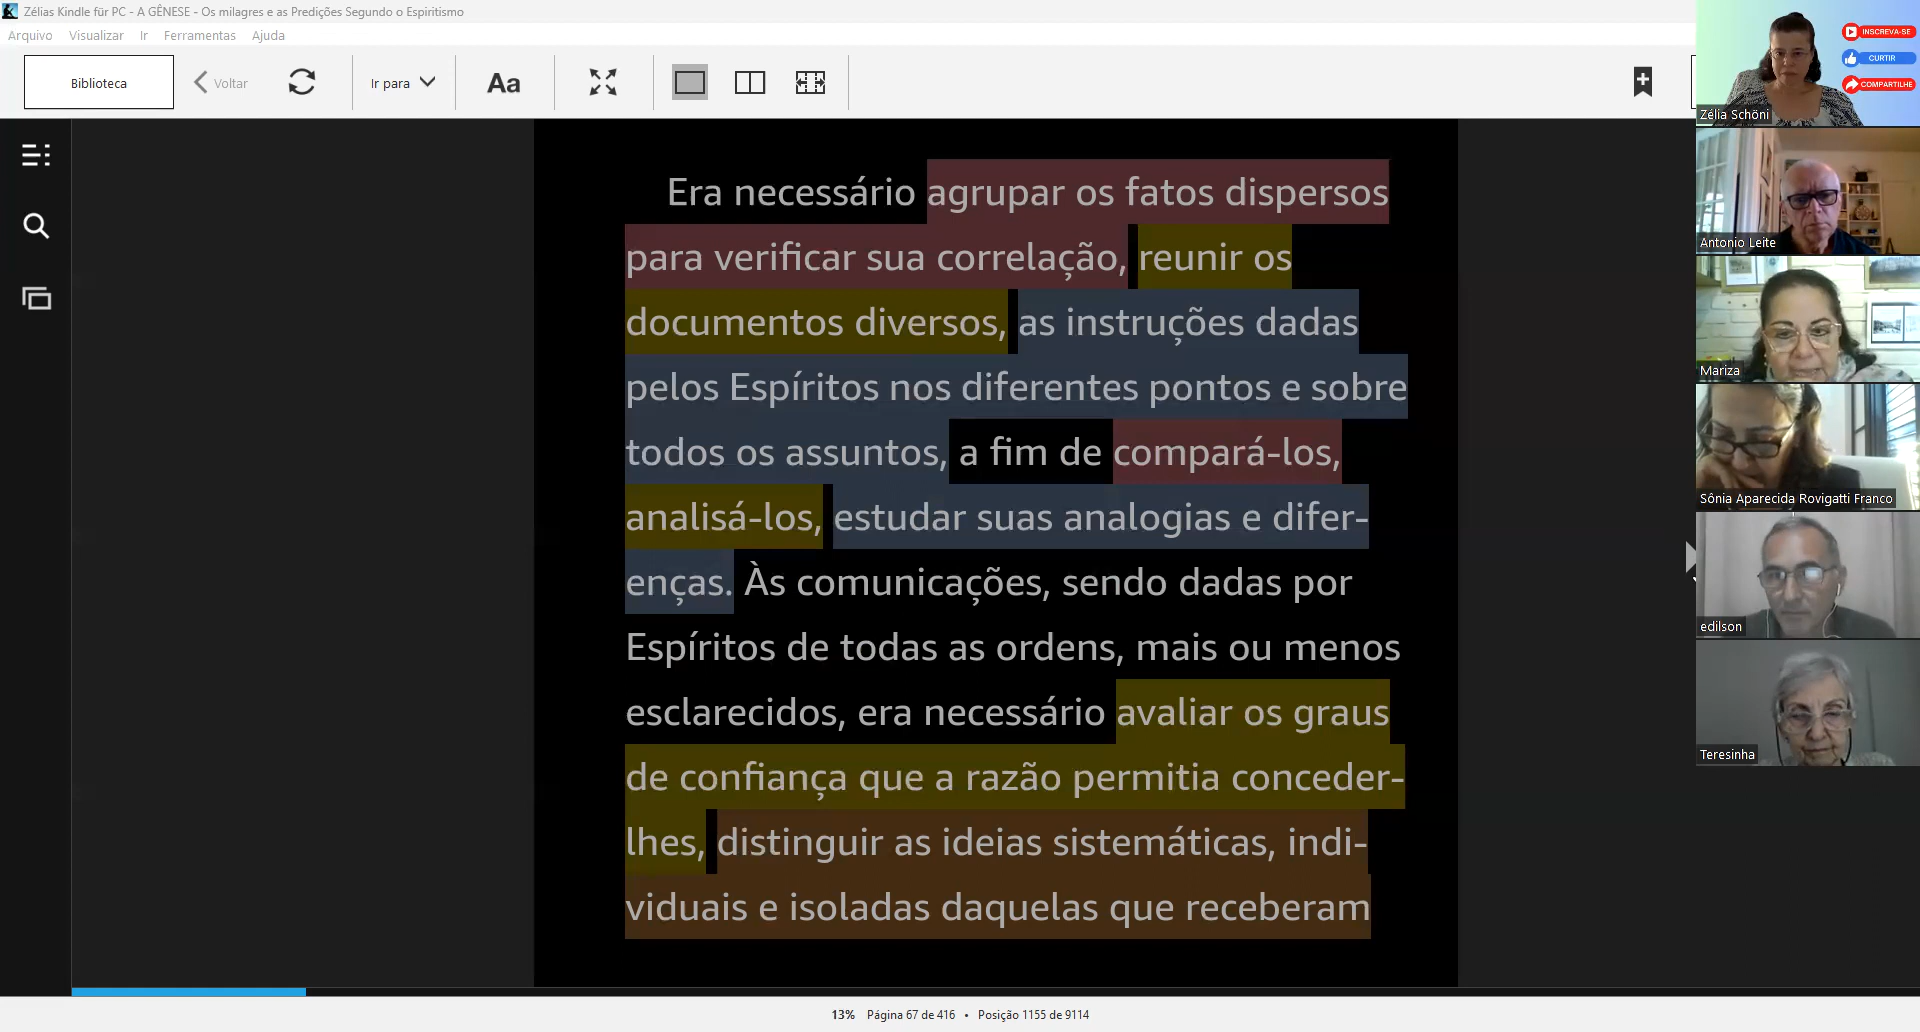 Zélias Kindle für PC - A GÊNESE - Os milagres e as Predições Segundo o Espiritismo
Arquivo Visualizar Ir Ferramentas Ajuda
Biblioteca Voltar Ir para Aa
Era necessário agrupar os fatos dispersos
para verificar sua correlação, reunir os
documentos diversos, as instruções dadas
pelos Espíritos nos diferentes pontos e sobre
todos os assuntos, a fim de compará-los,
analisá-los, estudar suas analogias e difer-
enças. Às comunicações, sendo dadas por
Espíritos de todas as ordens, mais ou menos
esclarecidos, era necessário avaliar os graus
de confiança que a razão permitia conceder-
lhes, distinguir as ideias sistemáticas, indi-
viduais e isoladas daquelas que receberam
13% Página 67 de 416 • Posição 1155 de 9114
INSCREVA-SE
CURTIR
COMPARTILHE
Zélia Schöni
Antonio Leite
Mariza
Sônia Aparecida Rovigatti Franco
edilson
Teresinha